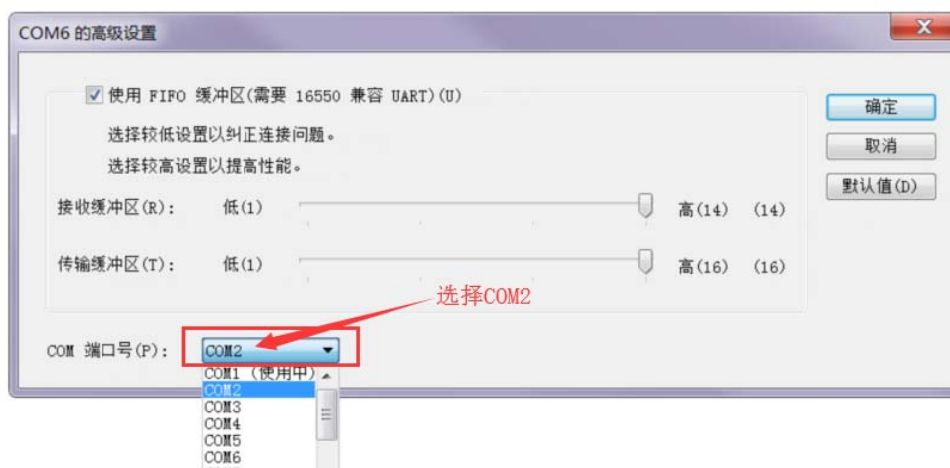 COM6 的高级设置
使用 FIFO 缓冲区(需要 16550 兼容 UART)(U)
确定
选择较低设置以纠正连接问题。
取消
选择较高设置以提高性能。
默认值(D)
接收缓冲区(R): 低(1) 高(14) (14)
传输缓冲区(T): 低(1) 高(16) (16)
选择COM2
COM 端口号(P): COM2
COM1 (使用中)
COM2
COM3
COM4
COM5
COM6